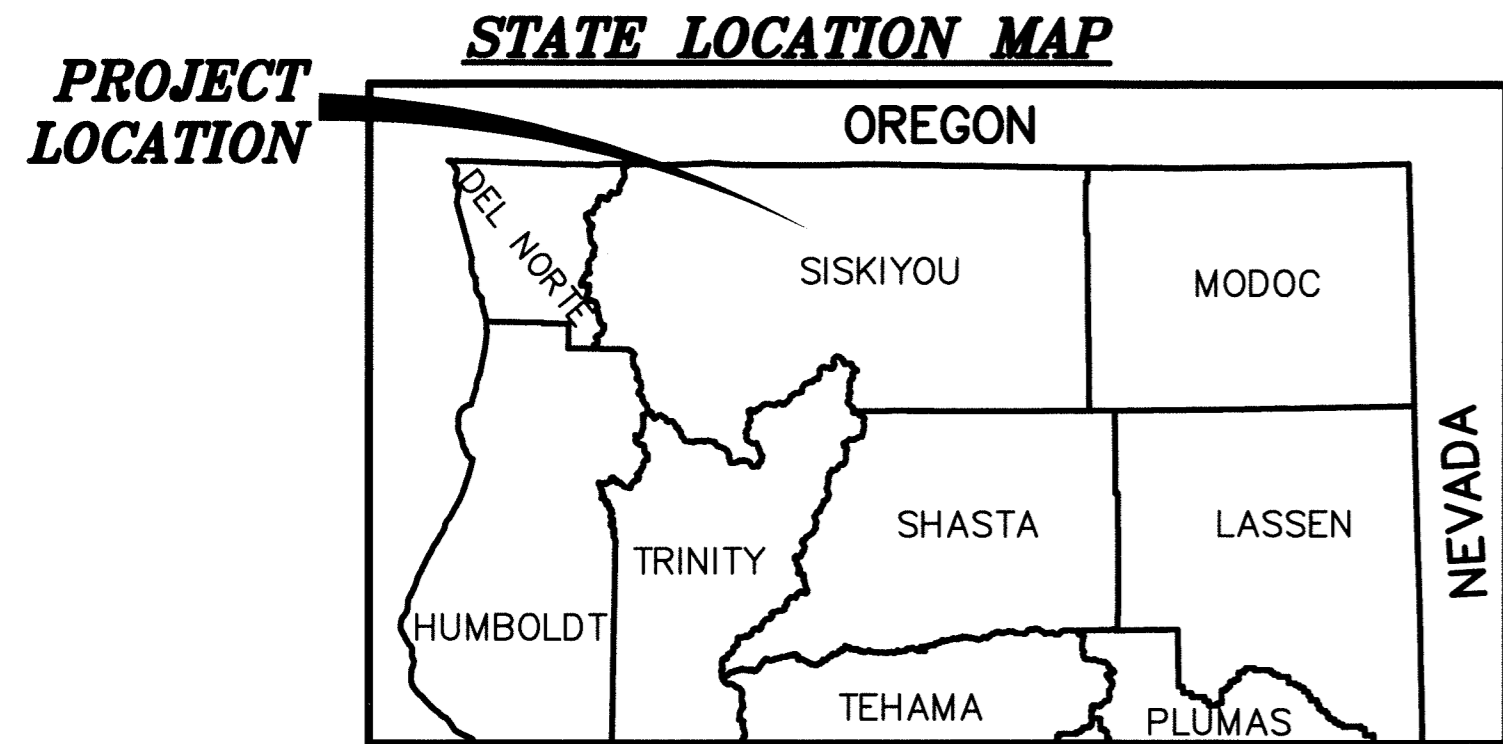 STATE LOCATION MAP
PROJECT
LOCATION
OREGON
DEL NORTE
SISKIYOU
MODOC
NEVADA
SHASTA
LASSEN
TRINITY
HUMBOLDT
TEHAMA
PLUMAS